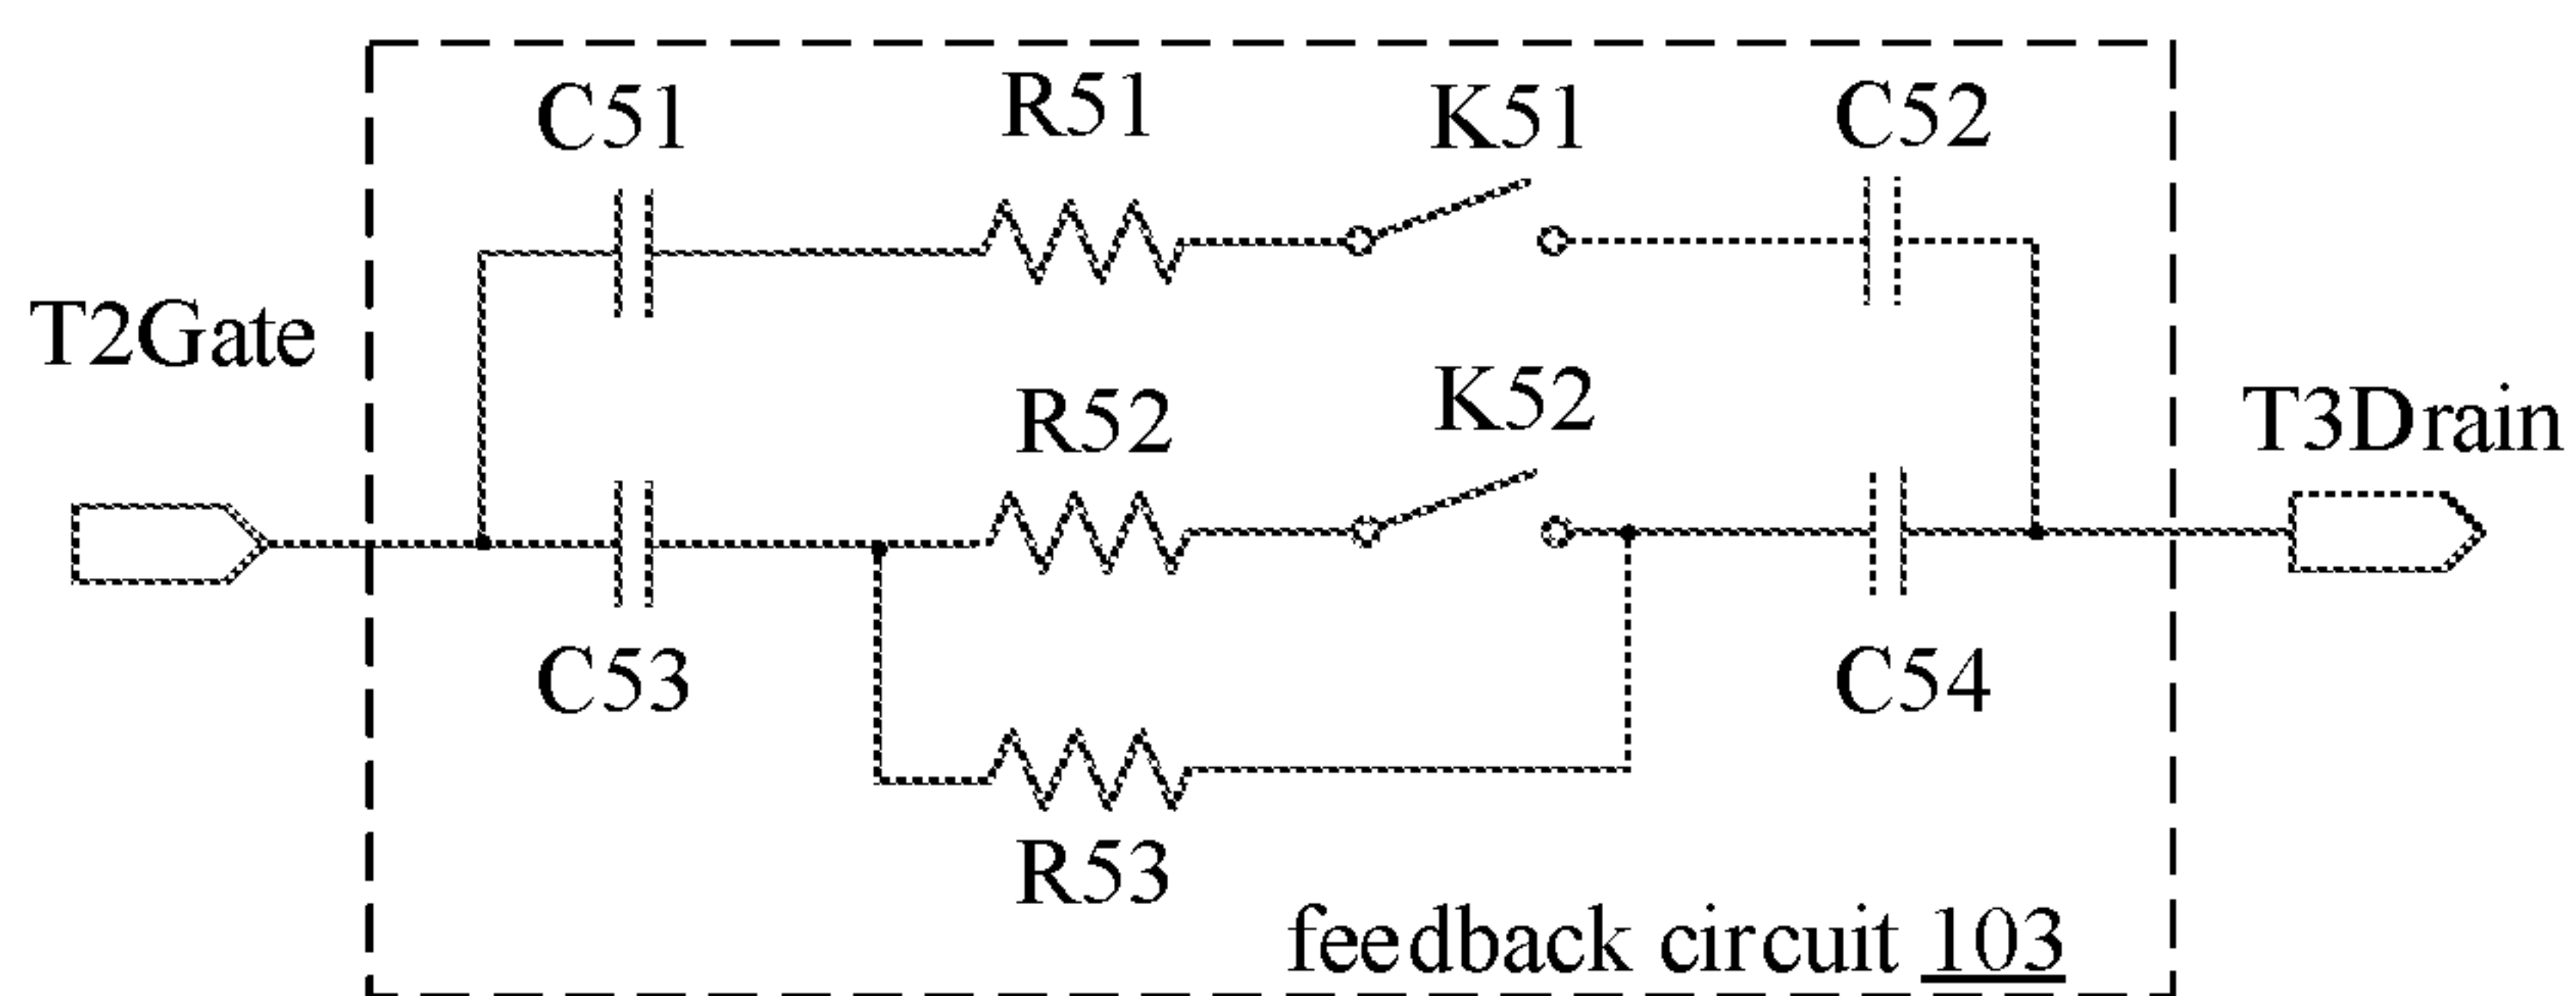 C51 R51 K51 C52
T2Gate
R52 K52
T3Drain
C53 C54
R53
feedback circuit 103